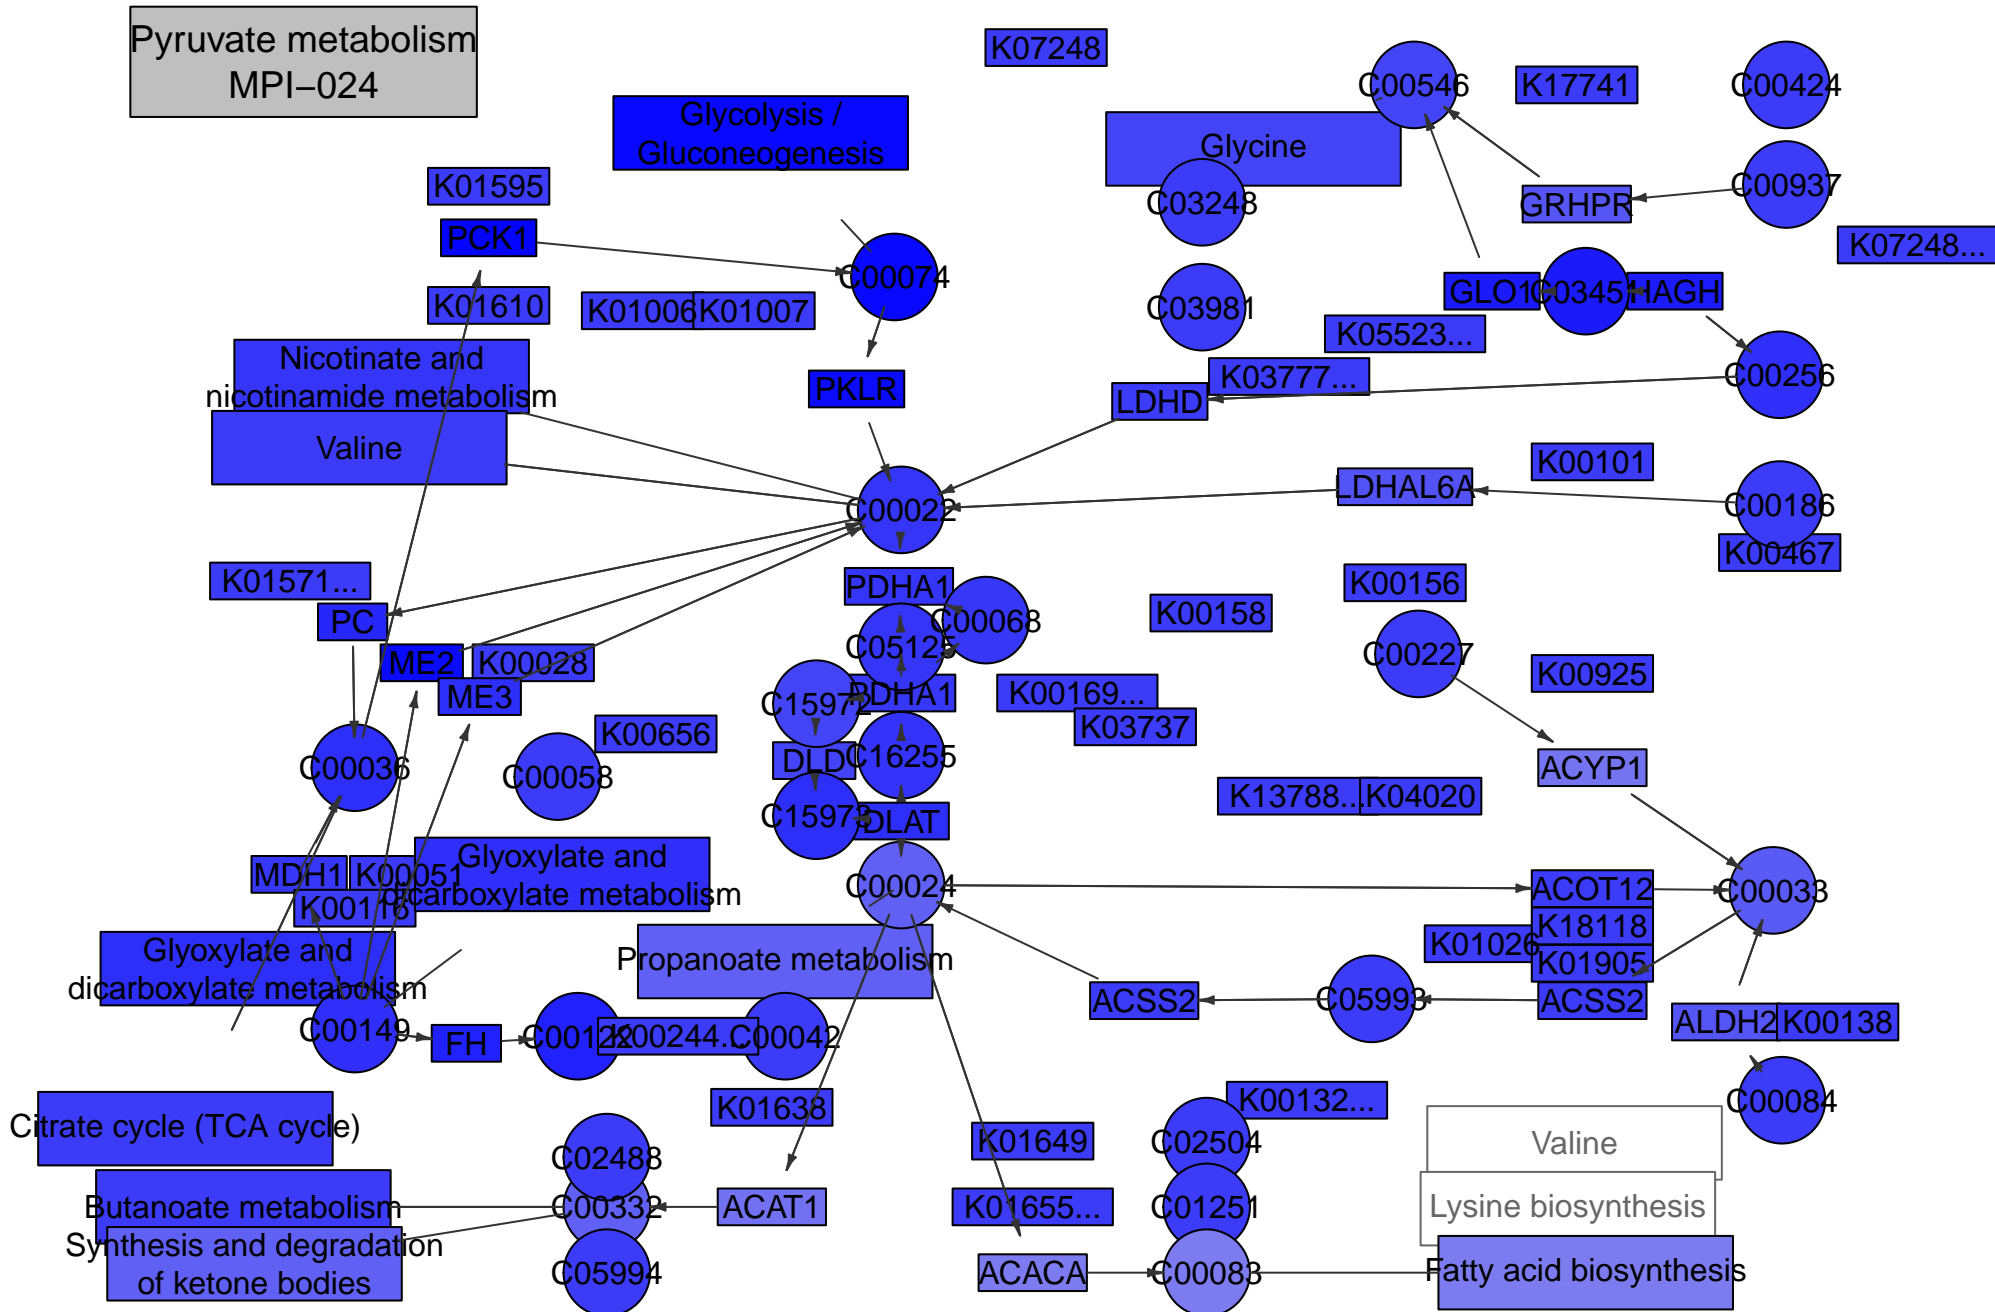 Pyruvate metabolism
MPI−024
K07248
Glycolysis /
Gluconeogenesis
C00546
K17741
C00424
Glycine
K01595
C03248
GRHPR
C00937
PCK1
K07248...
C00074
K01610
K01006
K01007
C03981
GLO1
C03451
HAGH
K05523...
Nicotinate and
nicotinamide metabolism
PKLR
LDHD
K03777...
C00256
Valine
K00101
LDHAL6A
C00022
C00186
K00467
K01571...
PDHA1
K00156
PC
C00068
K00158
C05125
C00227
ME2
K00028
K00925
ME3
C15972
PDHA1
K00169...
K03737
K00656
C00036
C00058
DLD
C16255
ACYP1
K13788...
K04020
C15973
DLAT
MDH1
K00051
Glyoxylate and
dicarboxylate metabolism
C00024
ACOT12
C00033
K00116
K18118
K01026
Glyoxylate and
dicarboxylate metabolism
Propanoate metabolism
K01905
ACSS2
C05993
ACSS2
C00149
FH
C00122
K00244...
C00042
ALDH2
K00138
K01638
K00132...
C00084
Citrate cycle (TCA cycle)
C02488
K01649
C02504
Valine
Butanoate metabolism
C00332
ACAT1
K01655...
C01251
Lysine biosynthesis
Synthesis and degradation
of ketone bodies
C05994
ACACA
C00083
Fatty acid biosynthesis